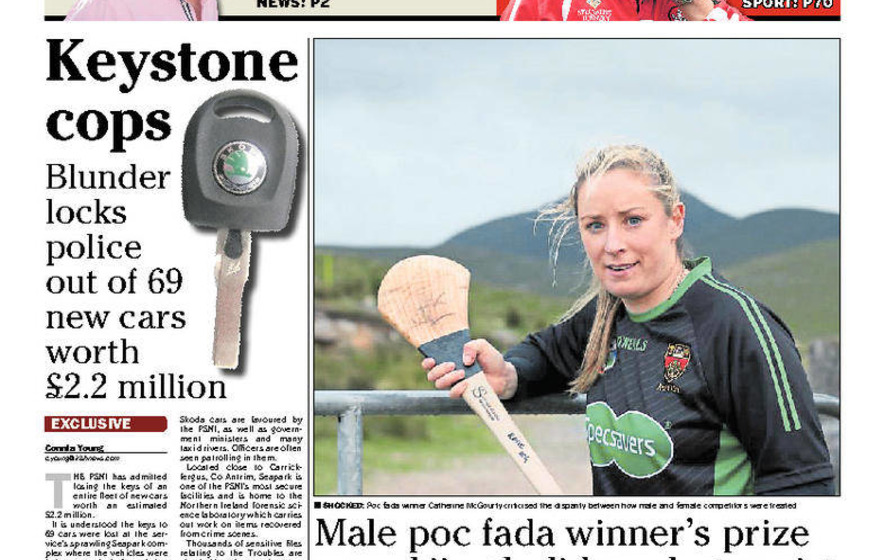 NEWS: P2
SPORT: P70
Keystone
cops
Blunder
locks
police
out of 69
new cars
worth
£2.2 million
EXCLUSIVE
Connla Young
c.young@irishnews.com
THE PSNI has admitted
losing the keys of an
entire fleet of new cars
worth an estimated
£2.2 million.
It is understood the keys to
69 cars were lost at the ser-
vice's sprawling Seapark com-
plex where the vehicles were
Skoda cars are favoured by
the PSNI, as well as govern-
ment ministers and many
taxi drivers. Officers are often
seen patrolling in them.
Located close to Carrick-
fergus, Co Antrim, Seapark is
one of the PSNI's most secure
facilities and is home to the
Northern Ireland forensic sci-
ence laboratory which carries
out work on items recovered
from crime scenes.
Thousands of sensitive files
relating to the Troubles are
SKODA
O'NEILLS
Specsavers
■ SHOCKED: Poc fada winner Catherine McGourty criticised the disparity between how male and female competitors were treated
Male poc fada winner's prize